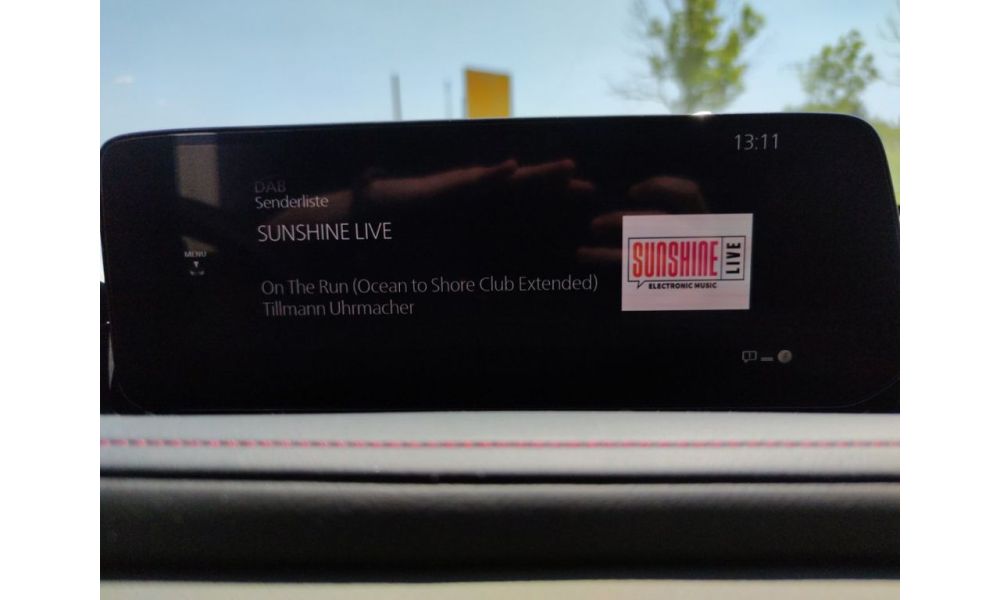 13:11
DAB
Senderliste
SUNSHINE LIVE
MENU
On The Run (Ocean to Shore Club Extended)
Tillmann Uhrmacher
SUNSHINE LIVE
ELECTRONIC MUSIC